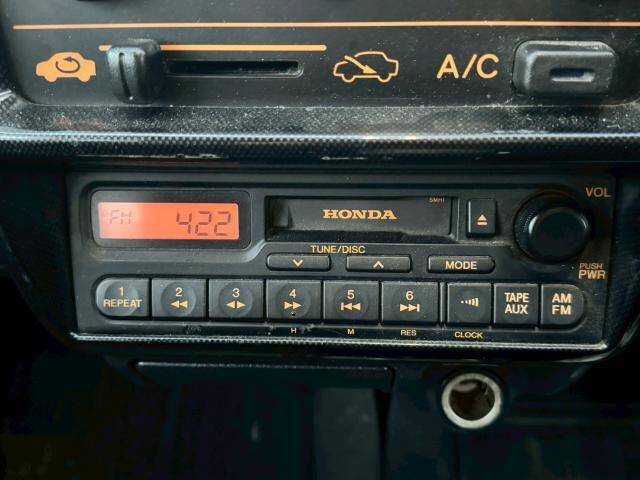 A/C
VOL
5MH1
HONDA
FM 422
TUNE/DISC
MODE
PUSH
PWR
1 2 3 4 5 6 TAPE AM
REPEAT AUX FM
H M RES CLOCK